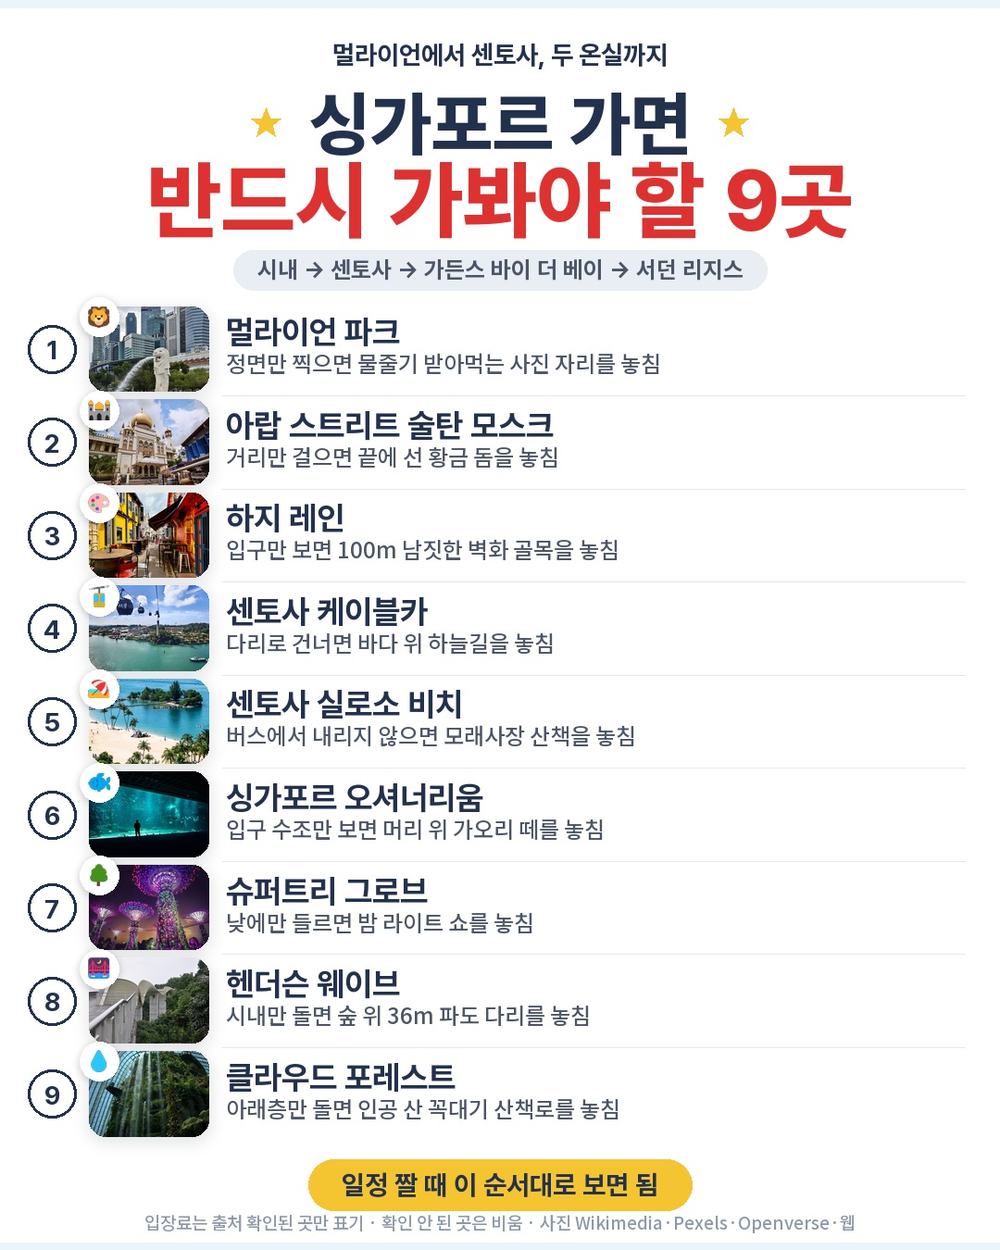 멀라이언에서 센토사, 두 온실까지
싱가포르 가면
반드시 가봐야 할 9곳
시내 → 센토사 → 가든스 바이 더 베이 → 서던 리지스
1
멀라이언 파크
정면만 찍으면 물줄기 받아먹는 사진 자리를 놓침
2
아랍 스트리트 술탄 모스크
거리만 걸으면 끝에 선 황금 돔을 놓침
3
하지 레인
입구만 보면 100m 남짓한 벽화 골목을 놓침
4
센토사 케이블카
다리로 건너면 바다 위 하늘길을 놓침
5
센토사 실로소 비치
버스에서 내리지 않으면 모래사장 산책을 놓침
6
싱가포르 오셔너리움
입구 수조만 보면 머리 위 가오리 떼를 놓침
7
슈퍼트리 그로브
낮에만 들르면 밤 라이트 쇼를 놓침
8
헨더슨 웨이브
시내만 돌면 숲 위 36m 파도 다리를 놓침
9
클라우드 포레스트
아래층만 돌면 인공 산 꼭대기 산책로를 놓침
일정 짤 때 이 순서대로 보면 됨
입장료는 출처 확인된 곳만 표기 · 확인 안 된 곳은 비움 · 사진 Wikimedia·Pexels·Openverse·웹